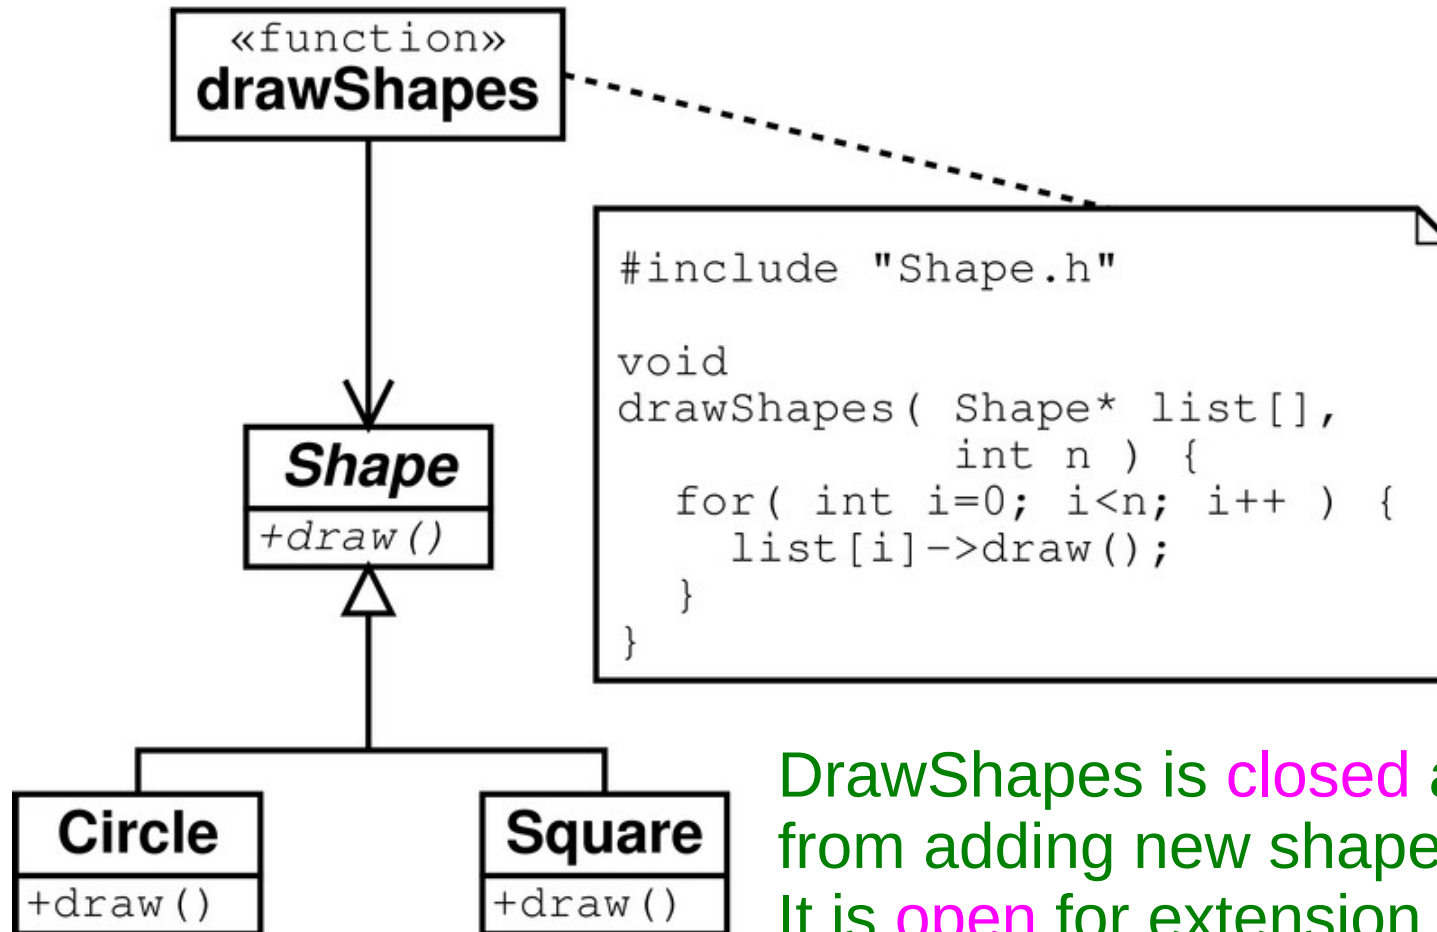 «function»
drawShapes
#include "Shape.h"
void
drawShapes( Shape* list[],
int n ) {
for( int i=0; i<n; i++ ) {
list[i]->draw();
}
}
Shape
+draw()
Circle
+draw()
Square
+draw()
DrawShapes is closed
from adding new shape
It is open for extension